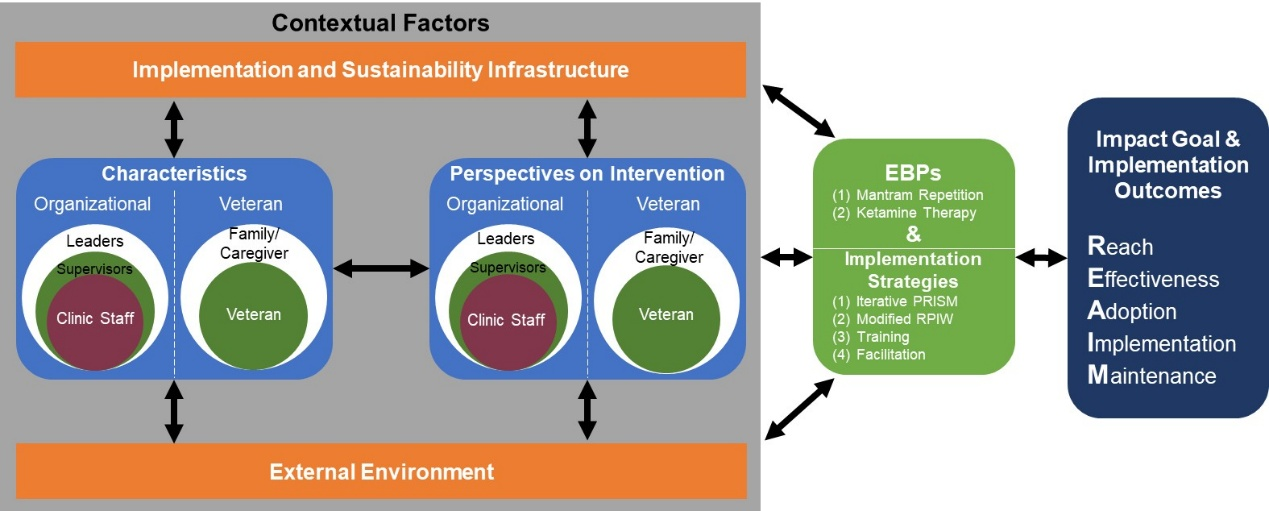 Contextual Factors
Implementation and Sustainability Infrastructure
Characteristics
Organizational
Veteran
Leaders
Supervisors
Clinic Staff
Family/
Caregiver
Veteran
Perspectives on Intervention
Organizational
Veteran
Leaders
Supervisors
Clinic Staff
Family/
Caregiver
Veteran
External Environment
EBPs
(1) Mantram Repetition
(2) Ketamine Therapy
&
Implementation
Strategies
(1) Iterative PRISM
(2) Modified RPIW
(3) Training
(4) Facilitation
Impact Goal &
Implementation
Outcomes
Reach
Effectiveness
Adoption
Implementation
Maintenance